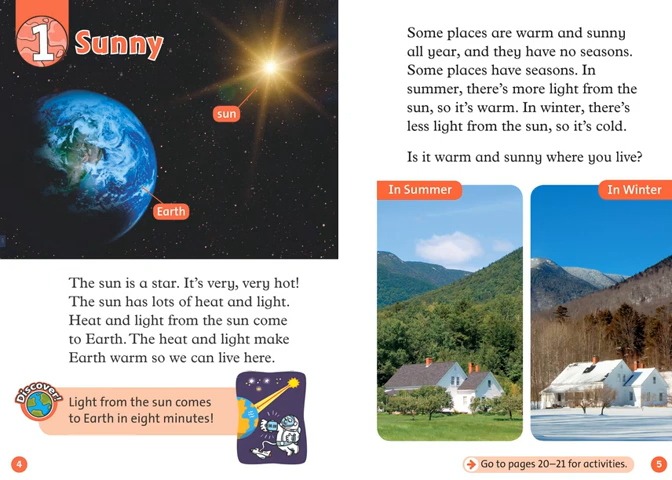 1 Sunny
sun
Earth
The sun is a star. It's very, very hot!
The sun has lots of heat and light.
Heat and light from the sun come
to Earth. The heat and light make
Earth warm so we can live here.
Discover!
Light from the sun comes
to Earth in eight minutes!
4
Some places are warm and sunny
all year, and they have no seasons.
Some places have seasons. In
summer, there's more light from the
sun, so it's warm. In winter, there's
less light from the sun, so it's cold.
Is it warm and sunny where you live?
In Summer
In Winter
Go to pages 20–21 for activities.
5